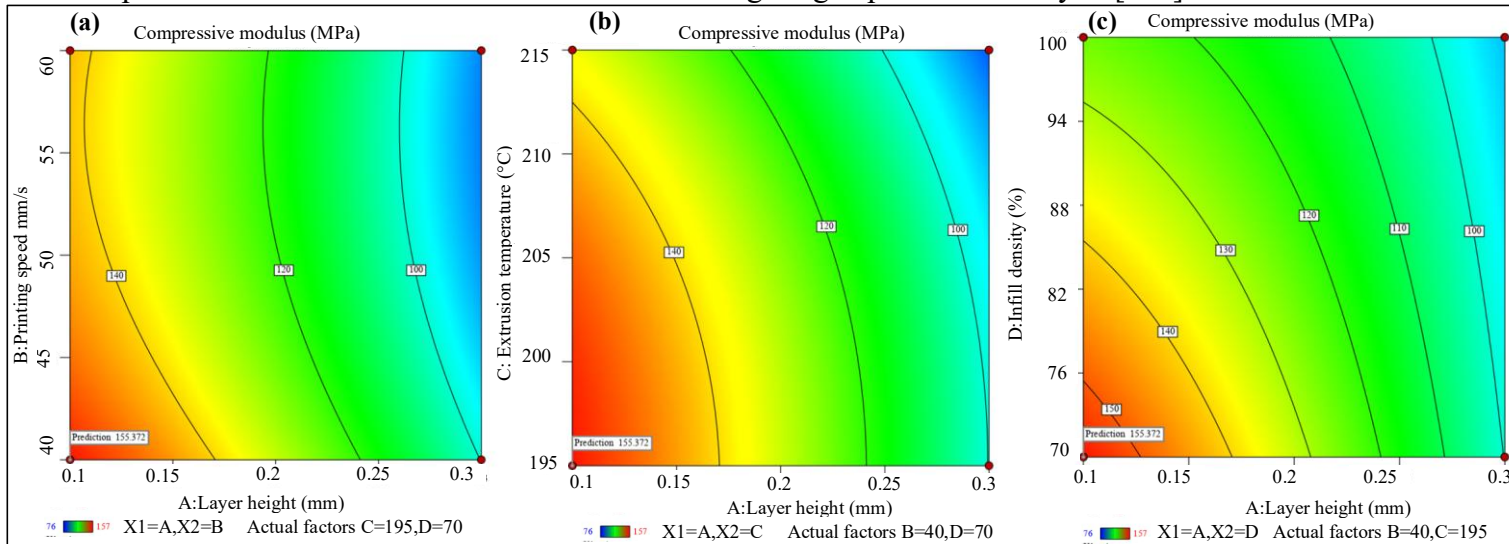 (a)
Compressive modulus (MPa)
B:Printing speed mm/s
60
55
50
45
40
140
120
100
Prediction 155.372
0.1
0.15
0.2
0.25
0.3
A:Layer height (mm)
76
157
X1=A,X2=B Actual factors C=195,D=70
(b)
Compressive modulus (MPa)
C: Extrusion temperature (°C)
215
210
205
200
195
140
120
100
Prediction 155.372
0.1
0.15
0.2
0.25
0.3
A:Layer height (mm)
76
157
X1=A,X2=C Actual factors B=40,D=70
(c)
Compressive modulus (MPa)
D:Infill density (%)
100
94
88
82
76
70
150
140
130
120
110
100
Prediction 155.372
0.1
0.15
0.2
0.25
0.3
A:Layer height (mm)
76
157
X1=A,X2=D Actual factors B=40,C=195